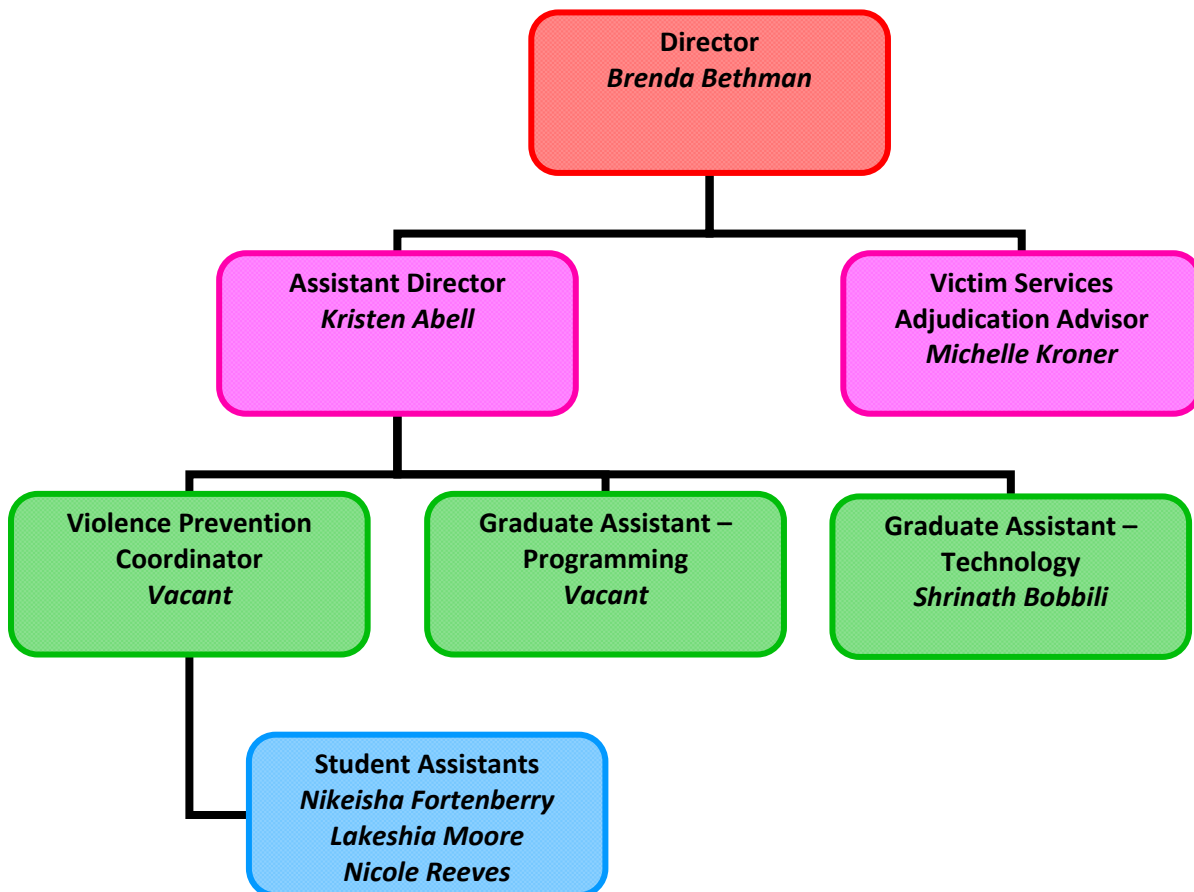 Director
Brenda Bethman
Assistant Director
Kristen Abell
Victim Services
Adjudication Advisor
Michelle Kroner
Violence Prevention
Coordinator
Vacant
Graduate Assistant –
Programming
Vacant
Graduate Assistant –
Technology
Shrinath Bobbili
Student Assistants
Nikeisha Fortenberry
Lakeshia Moore
Nicole Reeves